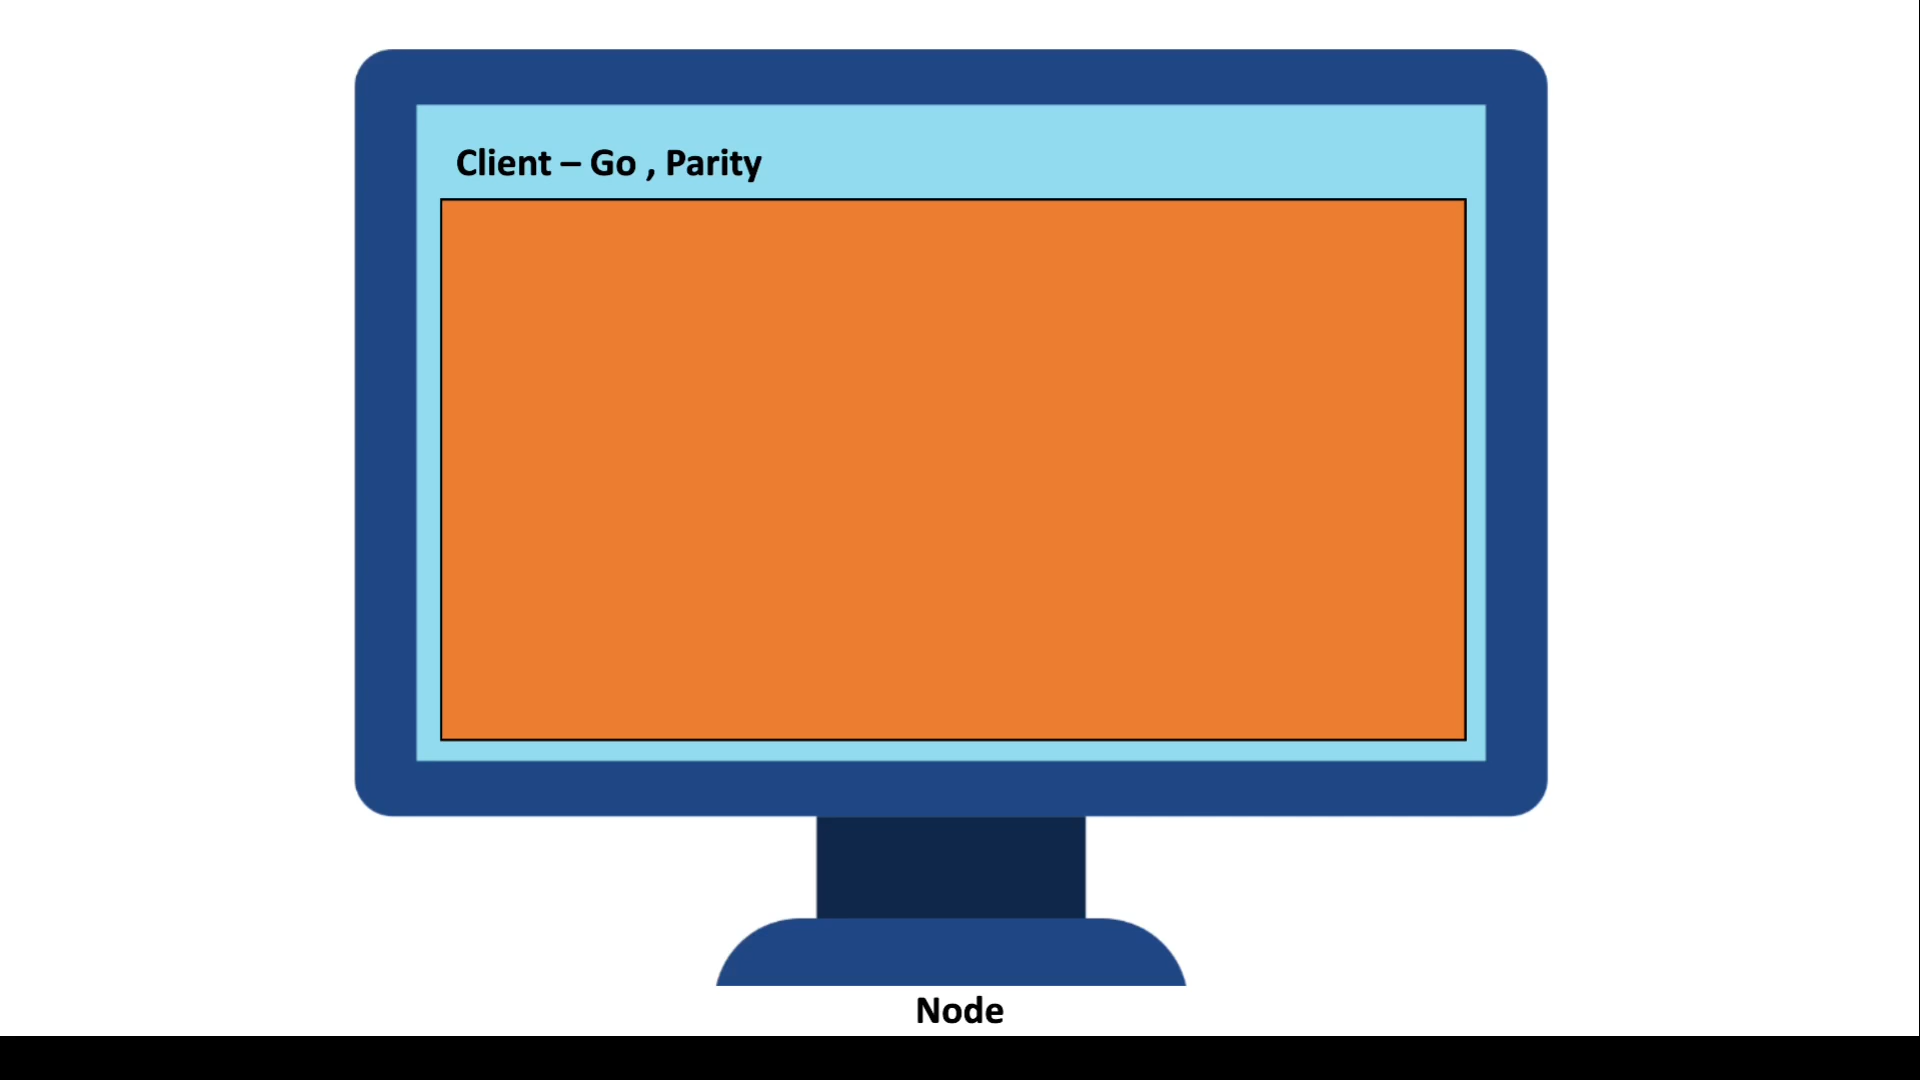 Client – Go , Parity
Node